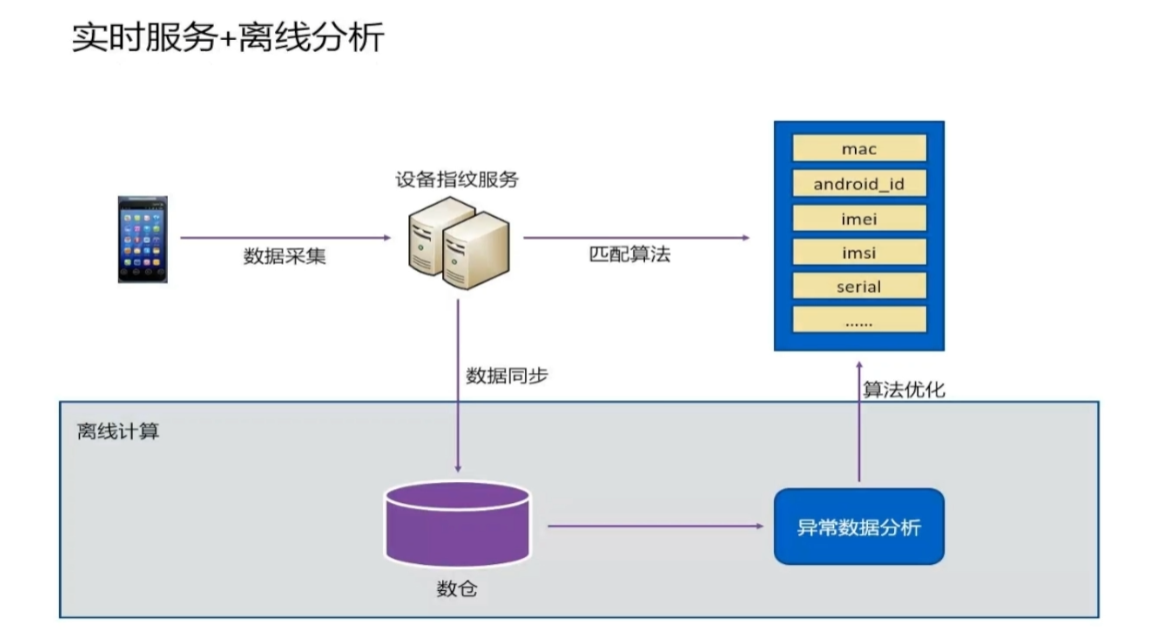 实时服务+离线分析
设备指纹服务
数据采集
匹配算法
mac
android_id
imei
imsi
serial
......
数据同步
算法优化
离线计算
异常数据分析
数仓